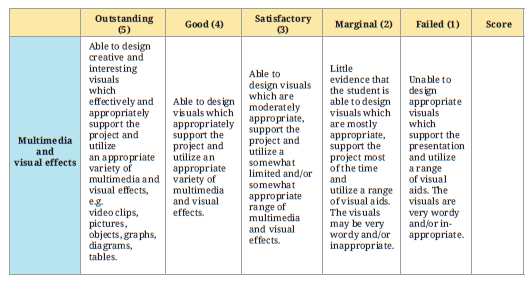 Outstanding (5)
Good (4)
Satisfactory (3)
Marginal (2)
Failed (1)
Score
Multimedia
and
visual effects
Able to design
creative and
interesting
visuals
which
effectively and
appropriately
support the
project and
utilize
an appropriate
variety of
multimedia and
visual effects,
e.g.
video clips,
pictures,
objects, graphs,
diagrams,
tables.
Able to design
visuals which
appropriately
support the
project and
utilize an
appropriate
variety of
multimedia
and visual
effects.
Able to
design visuals
which are
moderately
appropriate,
support the
project and
utilize a
somewhat
limited and/or
somewhat
appropriate
range of
multimedia
and visual
effects.
Little
evidence that
the student is
able to design
visuals which
are mostly
appropriate,
support the
project most
of the time
and
utilize a range
of visual aids.
The visuals
may be very
wordy and/or
inappropriate.
Unable to
design
appropriate
visuals
which
support the
presentation
and utilize
a range
of visual
aids. The
visuals are
very wordy
and/or in-
appropriate.